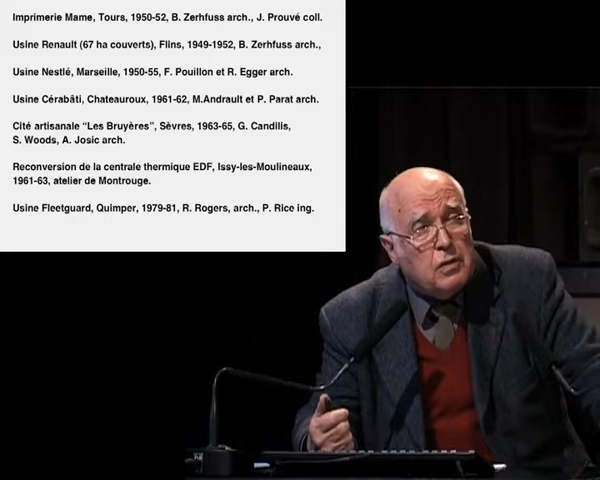 Imprimerie Mame, Tours, 1950-52, B. Zerhfuss arch., J. Prouvé coll.
Usine Renault (67 ha couverts), Flins, 1949-1952, B. Zerfuss arch.,
Usine Nestlé, Marseille, 1950-55, F. Pouillon et R. Egger arch.
Usine Cérabâti, Chateauroux, 1961-62, M.Andrault et P. Parat arch.
Cité artisanale “Les Bruyères”, Sèvres, 1963-65, G. Candilis,
S. Woods, A. Josic arch.
Reconversion de la centrale thermique EDF, Issy-les-Moulineaux,
1961-63, atelier de Montrouge.
Usine Fleetguard, Quimper, 1979-81, R. Rogers, arch., P. Rice ing.